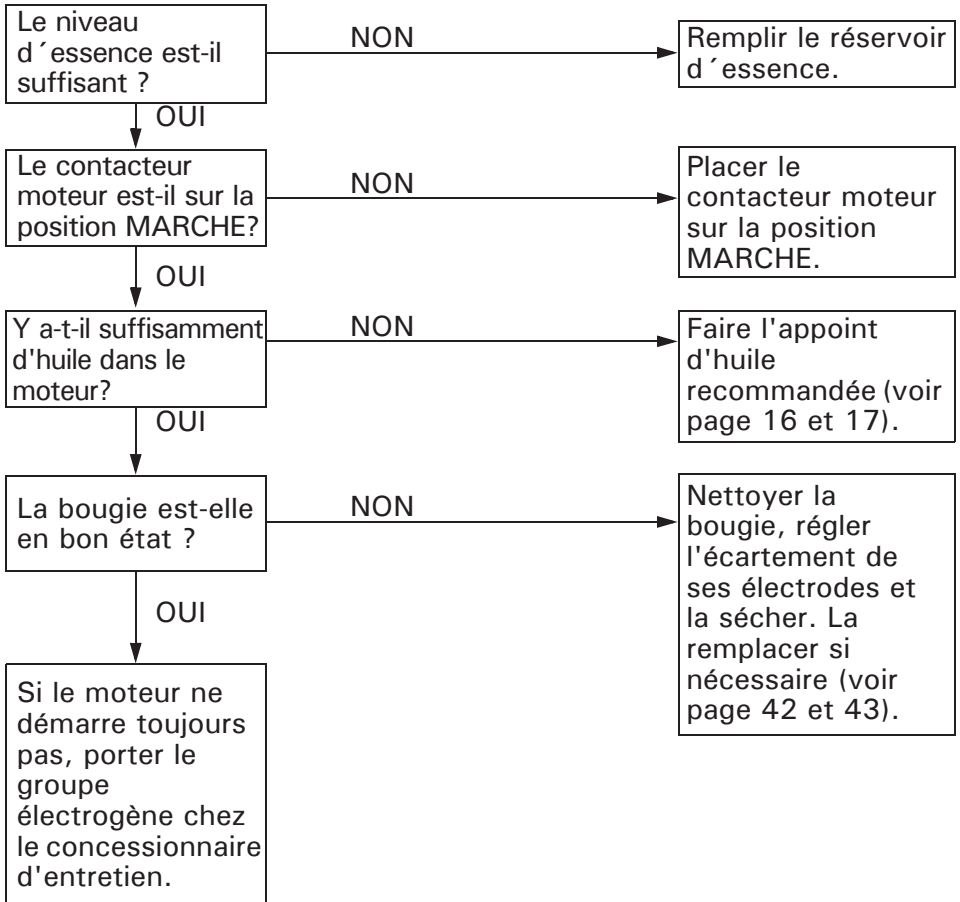 Le niveau
d´essence est-il
suffisant ?
NON
Remplir le réservoir
d´essence.
OUI
Le contacteur
moteur est-il sur la
position MARCHE?
NON
Placer le
contacteur moteur
sur la position
MARCHE.
OUI
Y a-t-il suffisamment
d'huile dans le
moteur?
NON
Faire l'appoint
d'huile
recommandée (voir
page 16 et 17).
OUI
La bougie est-elle
en bon état ?
NON
Nettoyer la
bougie, régler
l'écartement de
ses électrodes et
la sécher. La
remplacer si
nécessaire (voir
page 42 et 43).
OUI
Si le moteur ne
démarre toujours
pas, porter le
groupe
électrogène chez
le concessionnaire
d'entretien.